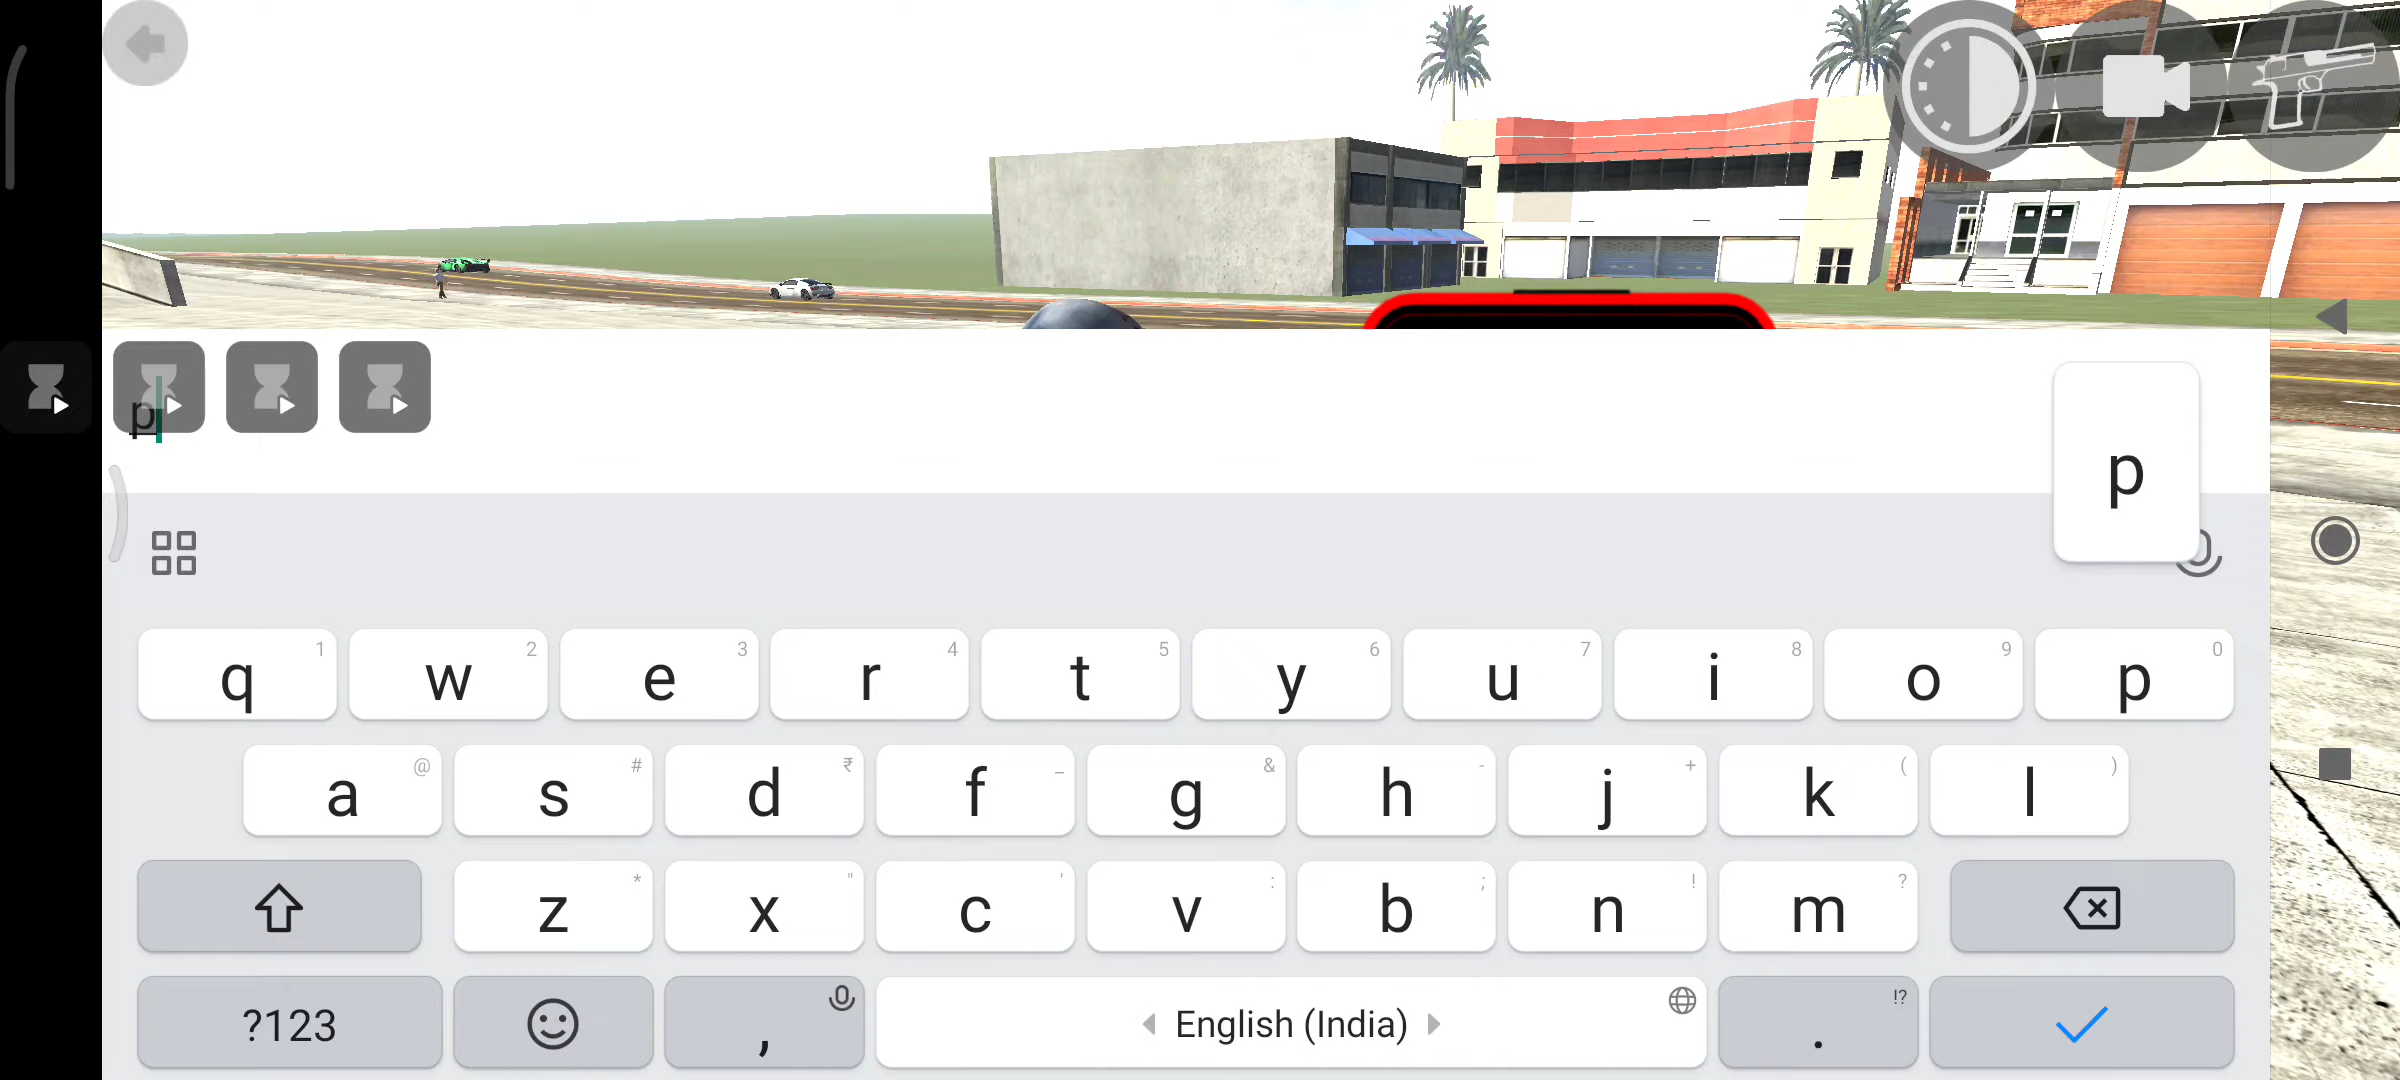 p
p
q 1 w 2 e 3 r 4 t 5 y 6 u 7 i 8 o 9 p 0
a @ s # d ₹ f _ g & h - j + k ( l )
z * x " c ' v : b ; n ! m ?
?123 , English (India) . !?